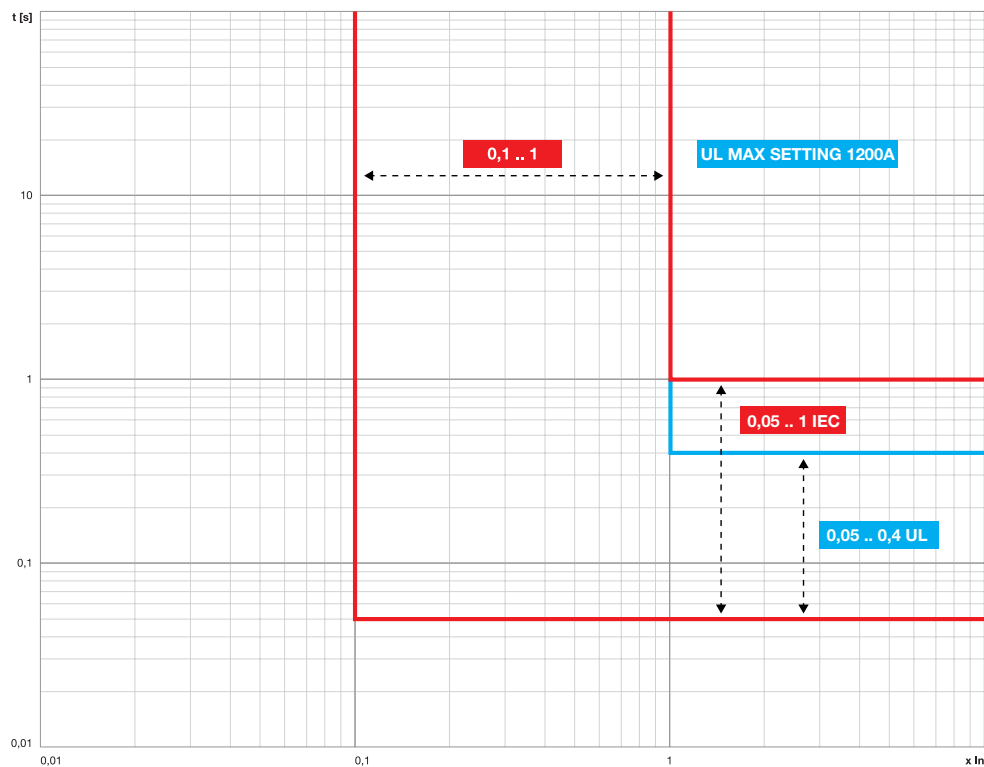 t [s]
0,1 .. 1
UL MAX SETTING 1200A
10
1
0,05 .. 1 IEC
0,05 .. 0,4 UL
0,1
0,01
0,01
0,1
1
x In